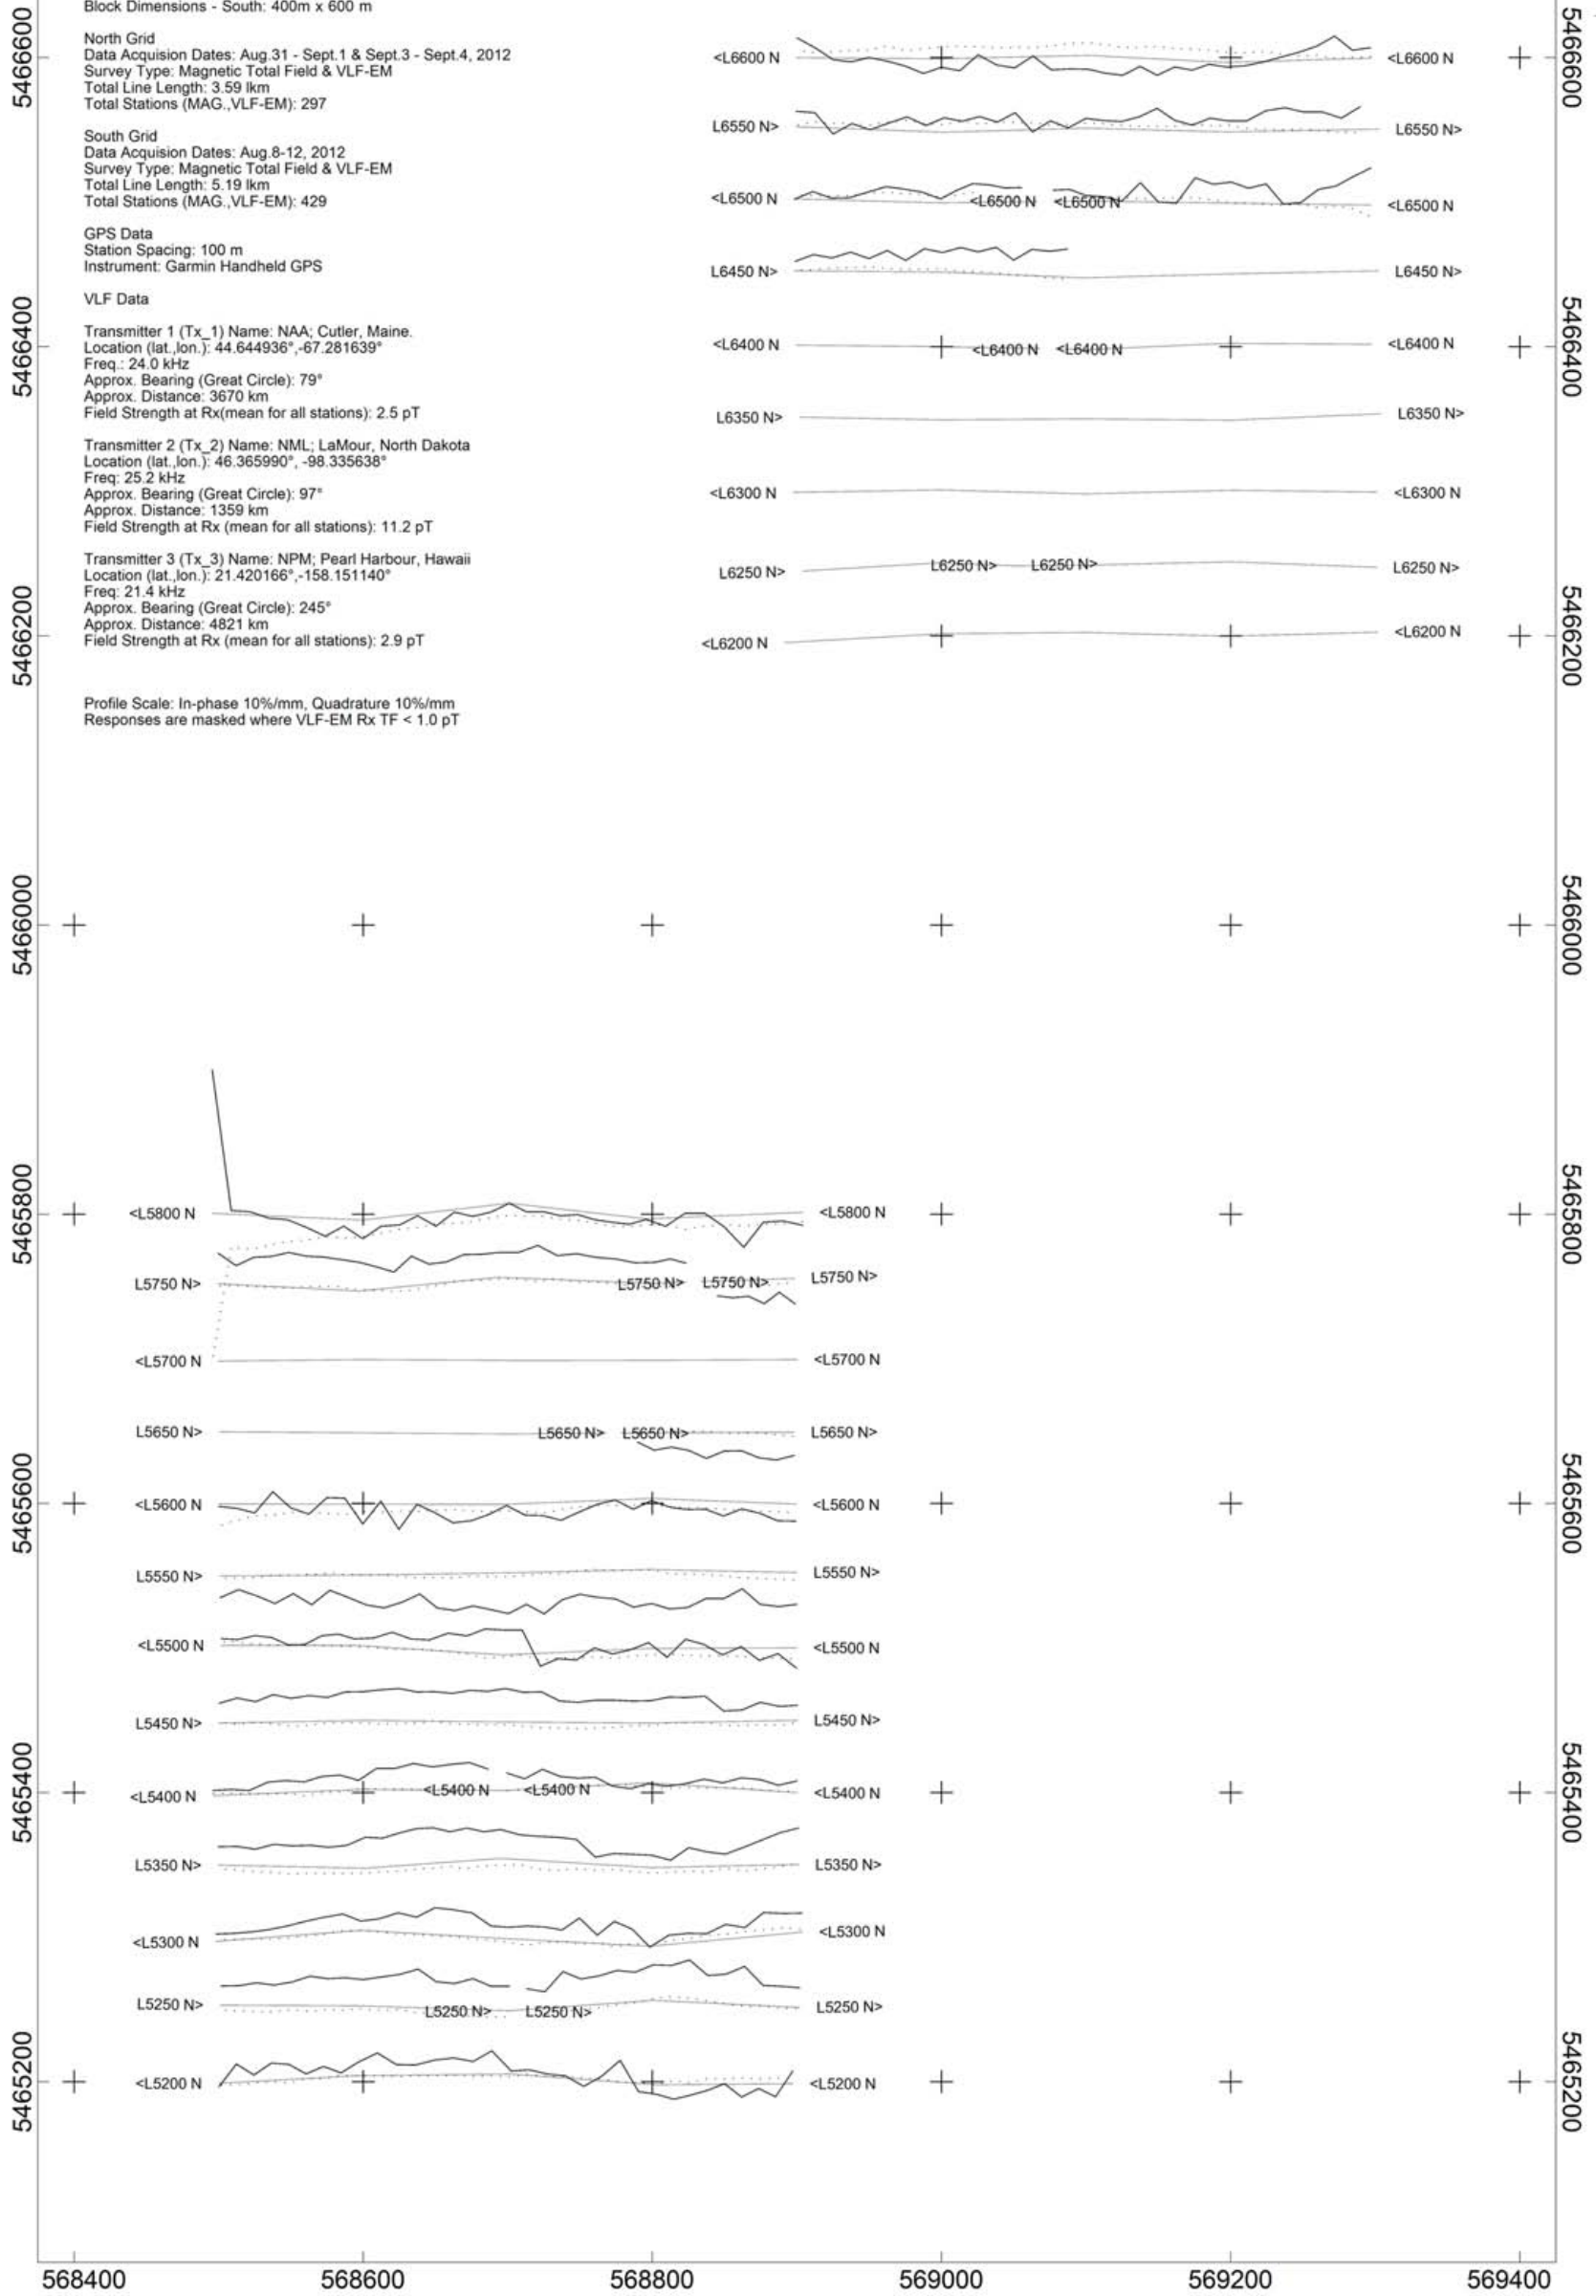 Block Dimensions - South: 400m x 600 m
North Grid
Data Acquision Dates: Aug.31 - Sept.1 & Sept.3 - Sept.4, 2012
Survey Type: Magnetic Total Field & VLF-EM
Total Line Length: 3.59 lkm
Total Stations (MAG.,VLF-EM): 297
South Grid
Data Acquision Dates: Aug.8-12, 2012
Survey Type: Magnetic Total Field & VLF-EM
Total Line Length: 5.19 lkm
Total Stations (MAG.,VLF-EM): 429
GPS Data
Station Spacing: 100 m
Instrument: Garmin Handheld GPS
VLF Data
Transmitter 1 (Tx_1) Name: NAA; Cutler, Maine.
Location (lat.,lon.): 44.644936°,-67.281639°
Freq.: 24.0 kHz
Approx. Bearing (Great Circle): 79°
Approx. Distance: 3670 km
Field Strength at Rx(mean for all stations): 2.5 pT
Transmitter 2 (Tx_2) Name: NML; LaMour, North Dakota
Location (lat.,lon.): 46.365990°, -98.335638°
Freq: 25.2 kHz
Approx. Bearing (Great Circle): 97°
Approx. Distance: 1359 km
Field Strength at Rx (mean for all stations): 11.2 pT
Transmitter 3 (Tx_3) Name: NPM; Pearl Harbour, Hawaii
Location (lat.,lon.): 21.420166°,-158.151140°
Freq: 21.4 kHz
Approx. Bearing (Great Circle): 245°
Approx. Distance: 4821 km
Field Strength at Rx (mean for all stations): 2.9 pT
Profile Scale: In-phase 10%/mm, Quadrature 10%/mm
Responses are masked where VLF-EM Rx TF < 1.0 pT
5466600
5466400
5466200
5466000
5465800
5465600
5465400
5465200
<L6600 N <L6600 N
L6550 N> L6550 N>
<L6500 N <L6500 N <L6500 N <L6500 N
L6450 N> L6450 N>
<L6400 N <L6400 N <L6400 N <L6400 N
L6350 N> L6350 N>
<L6300 N <L6300 N
L6250 N> L6250 N> L6250 N> L6250 N>
<L6200 N <L6200 N
<L5800 N <L5800 N
L5750 N> L5750 N> L5750 N> L5750 N>
<L5700 N <L5700 N
L5650 N> L5650 N> L5650 N> L5650 N>
<L5600 N <L5600 N
L5550 N> L5550 N>
<L5500 N <L5500 N
L5450 N> L5450 N>
<L5400 N <L5400 N <L5400 N <L5400 N
L5350 N> L5350 N>
<L5300 N <L5300 N
L5250 N> L5250 N> L5250 N> L5250 N>
<L5200 N <L5200 N
5466600
5466400
5466200
5466000
5465800
5465600
5465400
5465200
568400 568600 568800 569000 569200 569400